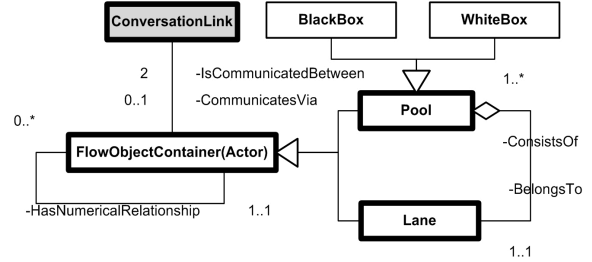 ConversationLink
BlackBox
WhiteBox
2
-IsCommunicatedBetween
1..*
0..1
-CommunicatesVia
Pool
0..*
-ConsistsOf
FlowObjectContainer(Actor)
-BelongsTo
-HasNumericalRelationship
1..1
Lane
1..1